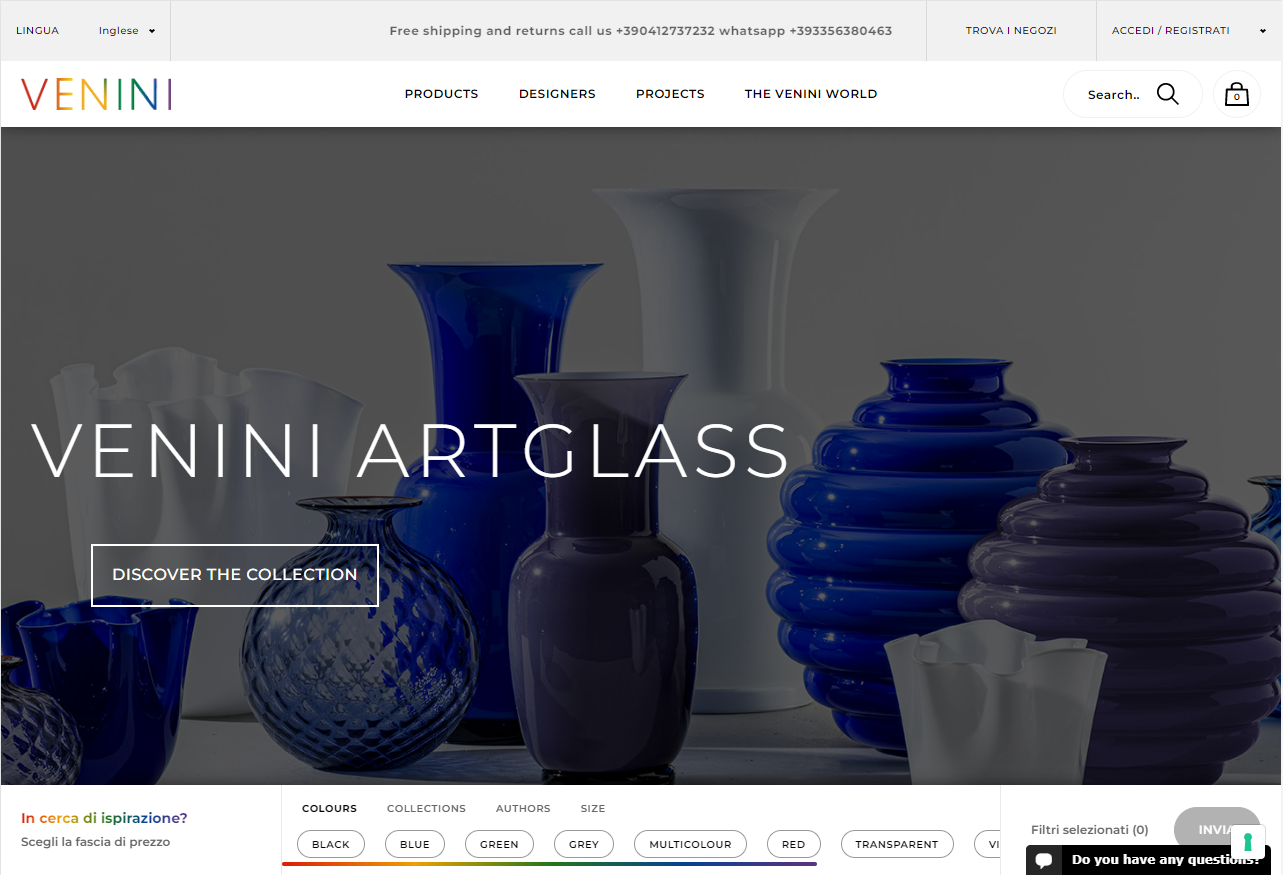 LINGUA
Inglese
Free shipping and returns call us +390412737232 whatsapp +393356380463
TROVA I NEGOZI
ACCEDI / REGISTRATI
VENINI
PRODUCTS
DESIGNERS
PROJECTS
THE VENINI WORLD
Search..
0
VENINI ARTGLASS
DISCOVER THE COLLECTION
In cerca di ispirazione?
Scegli la fascia di prezzo
COLOURS
COLLECTIONS
AUTHORS
SIZE
BLACK
BLUE
GREEN
GREY
MULTICOLOUR
RED
TRANSPARENT
Filtri selezionati (0)
Do you have any questions?